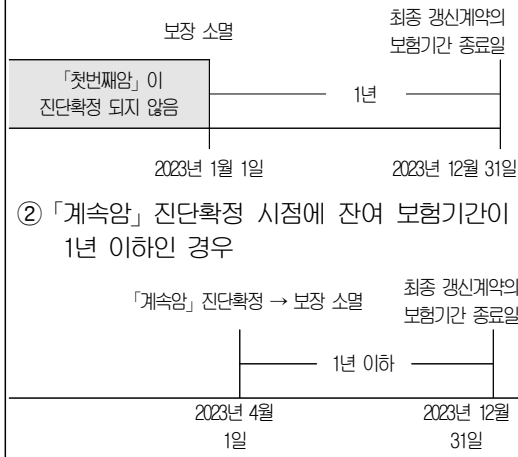 보장 소멸
최종 갱신계약의
보험기간 종료일
「첫번째암」이
진단확정 되지 않음
1년
2023년 1월 1일
2023년 12월 31일
②「계속암」진단확정 시점에 잔여 보험기간이
1년 이하인 경우
「계속암」진단확정 → 보장 소멸
최종 갱신계약의
보험기간 종료일
1년 이하
2023년 4월
1일
2023년 12월
31일